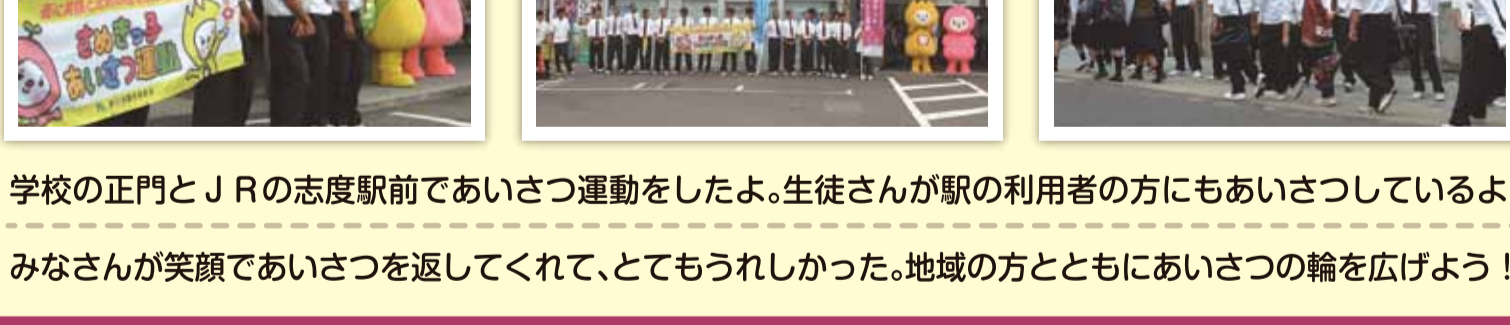 さぬきっ子
あいさつ運動
学校の正門とＪＲの志度駅前であいさつ運動をしたよ。生徒さんが駅の利用者の方にもあいさつしているよ
みなさんが笑顔であいさつを返してくれて、とてもうれしかった。地域の方とともにあいさつの輪を広げよう！